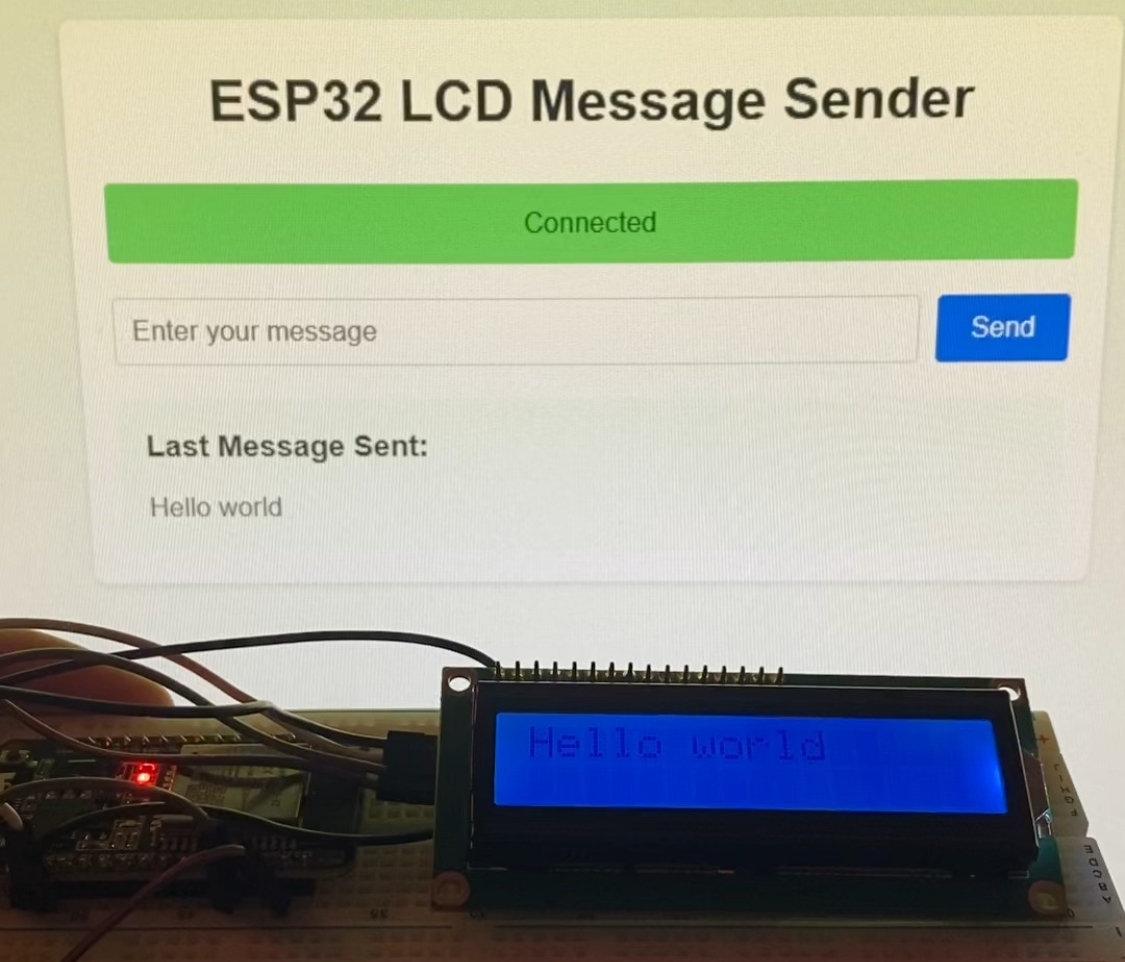 ESP32 LCD Message Sender
Connected
Enter your message
Send
Last Message Sent:
Hello world
Hello world